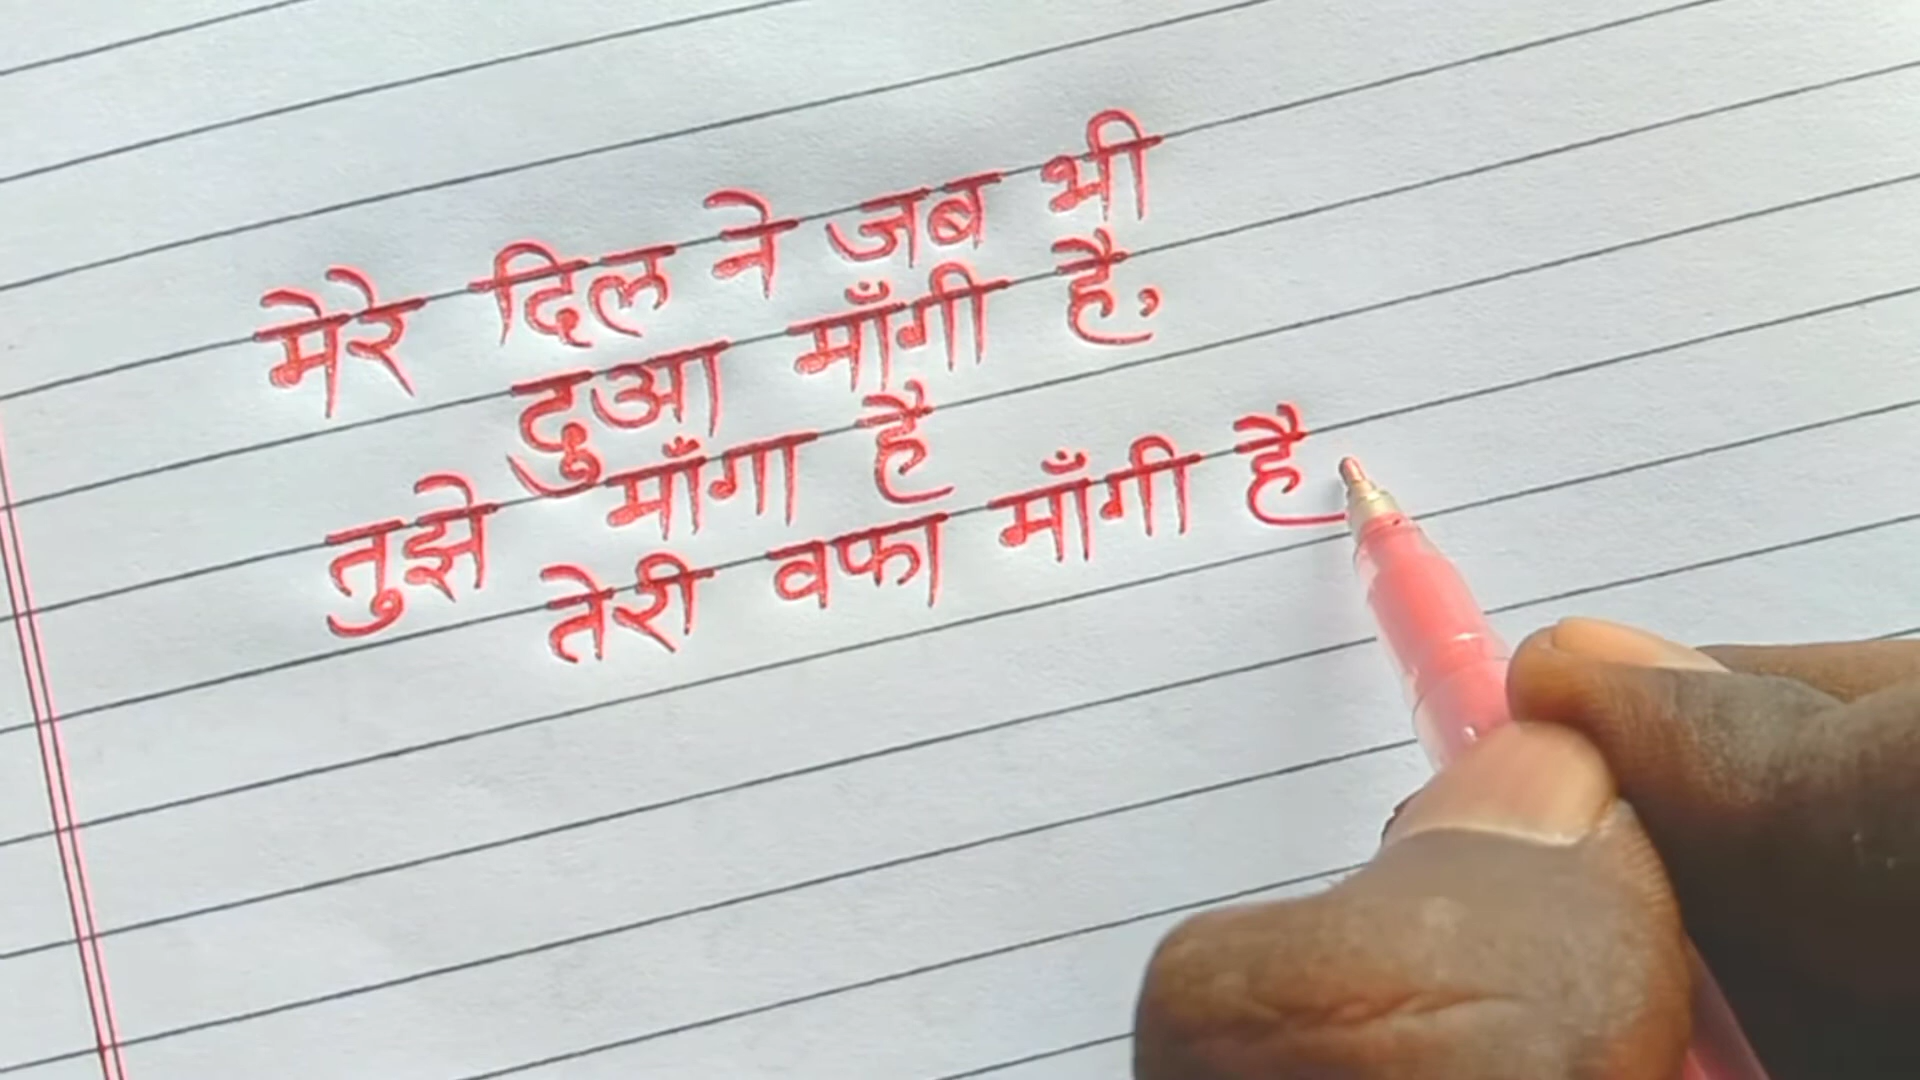 मेरे दिल ने जब भी
दुआ माँगी है,
तुझे माँगा है
तेरी वफा माँगी है